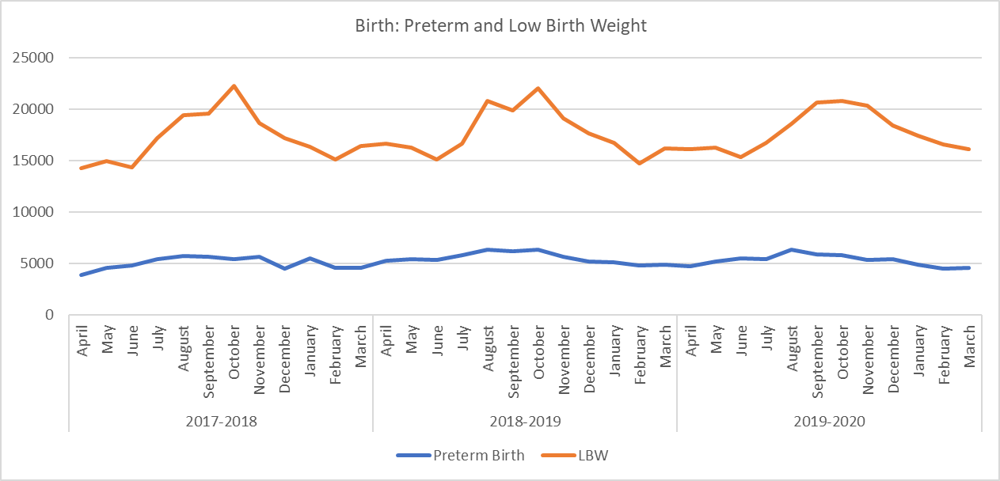 Birth: Preterm and Low Birth Weight
25000
20000
15000
10000
5000
0
April
May
June
July
August
September
October
November
December
January
February
March
April
May
June
July
August
September
October
November
December
January
February
March
April
May
June
July
August
September
October
November
December
January
February
March
2017-2018
2018-2019
2019-2020
Preterm Birth
LBW